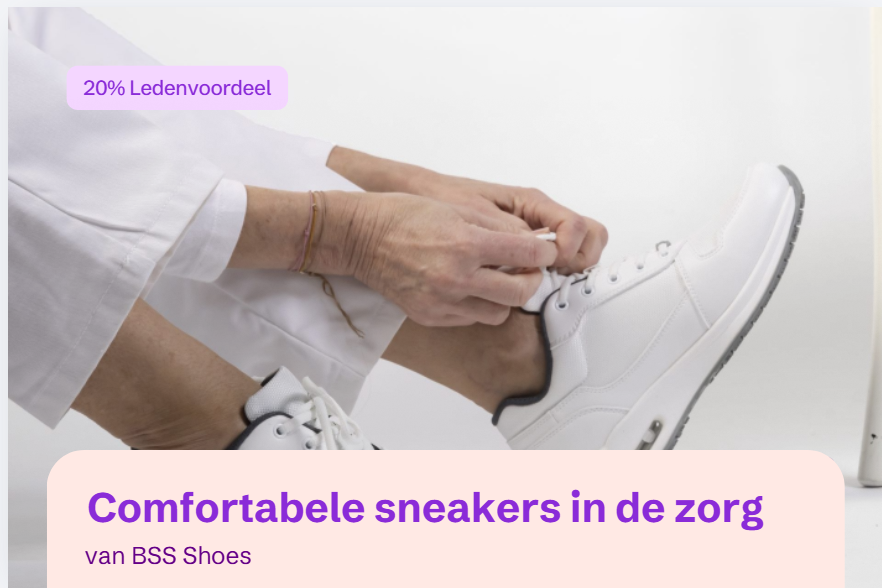 20% Ledenvoordeel
Comfortabele sneakers in de zorg
van BSS Shoes